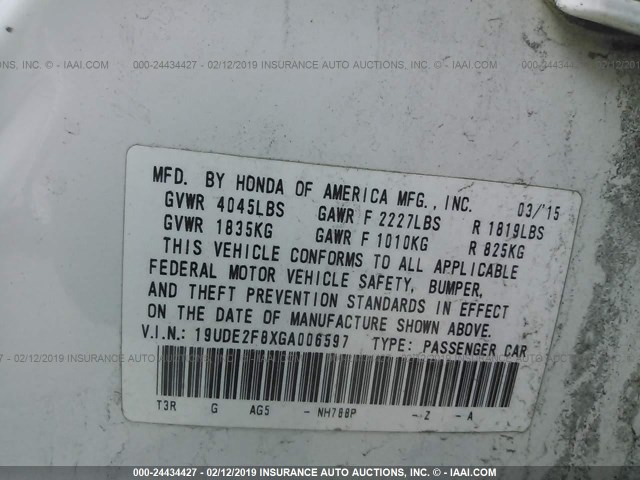 000-24434427 - 02/12/2019 INSURANCE AUTO AUCTIONS, INC. © - IAAI.COM
MFD. BY HONDA OF AMERICA MFG., INC. 03/'15
GVWR 4045LBS GAWR F 2227LBS R 1819LBS
GVWR 1835KG GAWR F 1010KG R 825KG
THIS VEHICLE CONFORMS TO ALL APPLICABLE
FEDERAL MOTOR VEHICLE SAFETY, BUMPER,
AND THEFT PREVENTION STANDARDS IN EFFECT
ON THE DATE OF MANUFACTURE SHOWN ABOVE.
V.I.N.: 19UDE2F8XGA006597 TYPE: PASSENGER CAR
T3R G AG5 - NH788P - Z - A
000-24434427 - 02/12/2019 INSURANCE AUTO AUCTIONS, INC. © - IAAI.COM